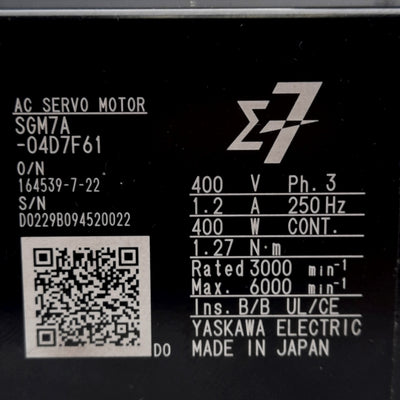 Σ7
AC SERVO MOTOR
SGM7A
-04D7F61
O/N
164539-7-22
S/N
D0229B094520022
400 V Ph. 3
1.2 A 250 Hz
400 W CONT.
1.27 N·m
Rated 3000 min-1
Max. 6000 min-1
Ins. B/B UL/CE
YASKAWA ELECTRIC
DO MADE IN JAPAN